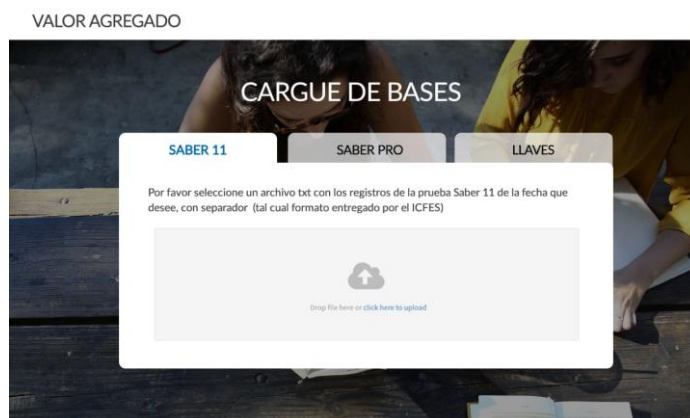 VALOR AGREGADO
CARGUE DE BASES
SABER 11
SABER PRO
LLAVES
Por favor seleccione un archivo txt con los registros de la prueba Saber 11 de la fecha que
desee, con separador (tal cual formato entregado por el ICFES)
Drop file here or click here to upload